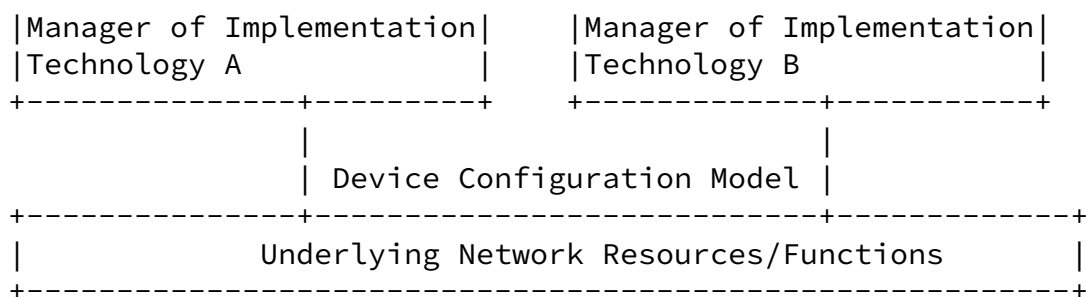 |Manager of Implementation|    |Manager of Implementation|
|Technology A             |    |Technology B             |
+---------------+---------+    +-------------+-----------+
                |                            |
                | Device Configuration Model |
+---------------+----------------------------+-------------+
|             Underlying Network Resources/Functions       |
+----------------------------------------------------------+